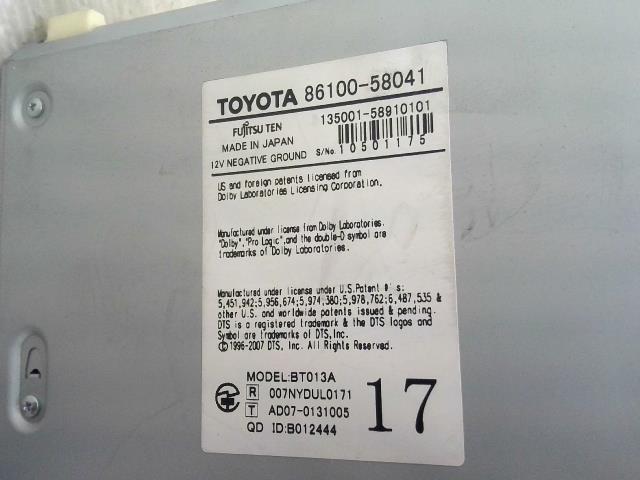 TOYOTA 86100-58041
FUJITSU TEN
135001-58910101
MADE IN JAPAN
12V NEGATIVE GROUND S/No. 10501175
US and foreign patents licensed from
Dolby Laboratories Licensing Corporation.
Manufactured under license from Dolby Laboratories.
"Dolby","Pro Logic",and the double-D symbol are
trademarks of Dolby Laboratories.
Manufactured under license under U.S.Patent #'s:
5,451,942;5,956,674;5,974,380;5,978,762;6,487,535 &
other U.S. and worldwide patents issued & pending.
DTS is a registered trademark & the DTS logos and
Symbol are trademarks of DTS,Inc.
©1996-2007 DTS, Inc. All Rights Reserved.
MODEL:BT013A
R 007NYDUL0171
T AD07-0131005
QD ID:B012444
17